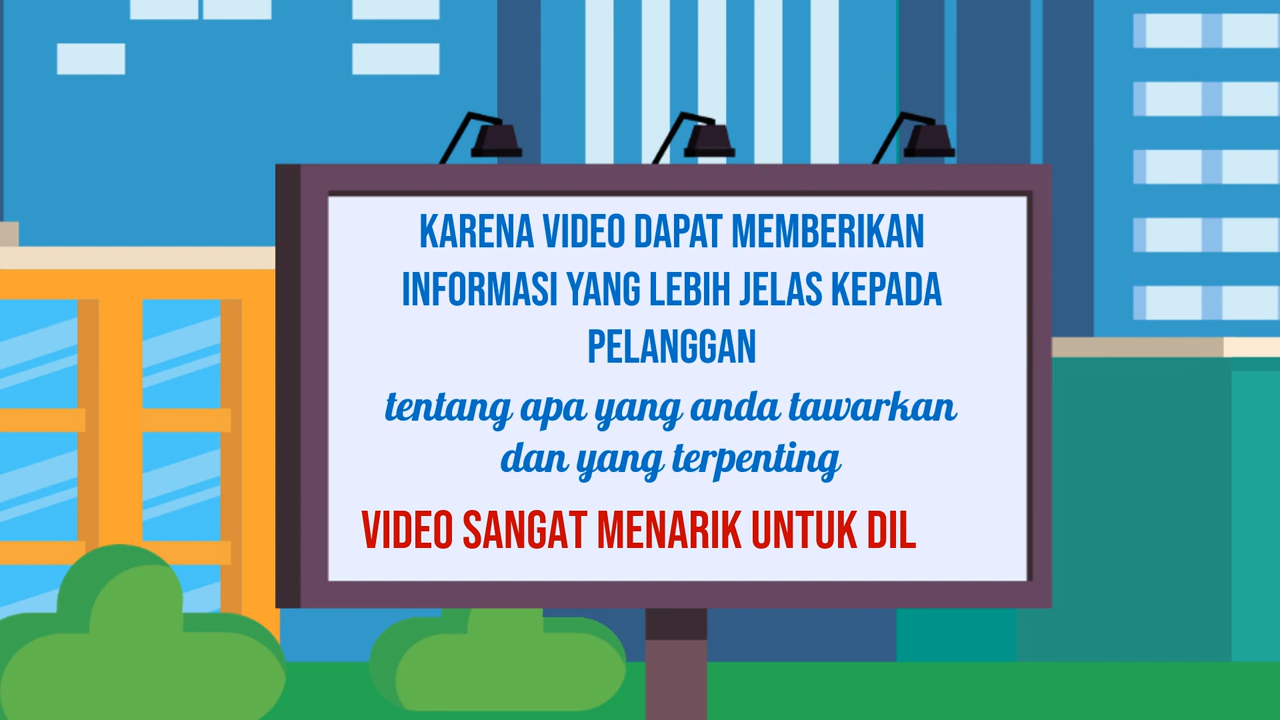 KARENA VIDEO DAPAT MEMBERIKAN
INFORMASI YANG LEBIH JELAS KEPADA
PELANGGAN
tentang apa yang anda tawarkan
dan yang terpenting
VIDEO SANGAT MENARIK UNTUK DIL